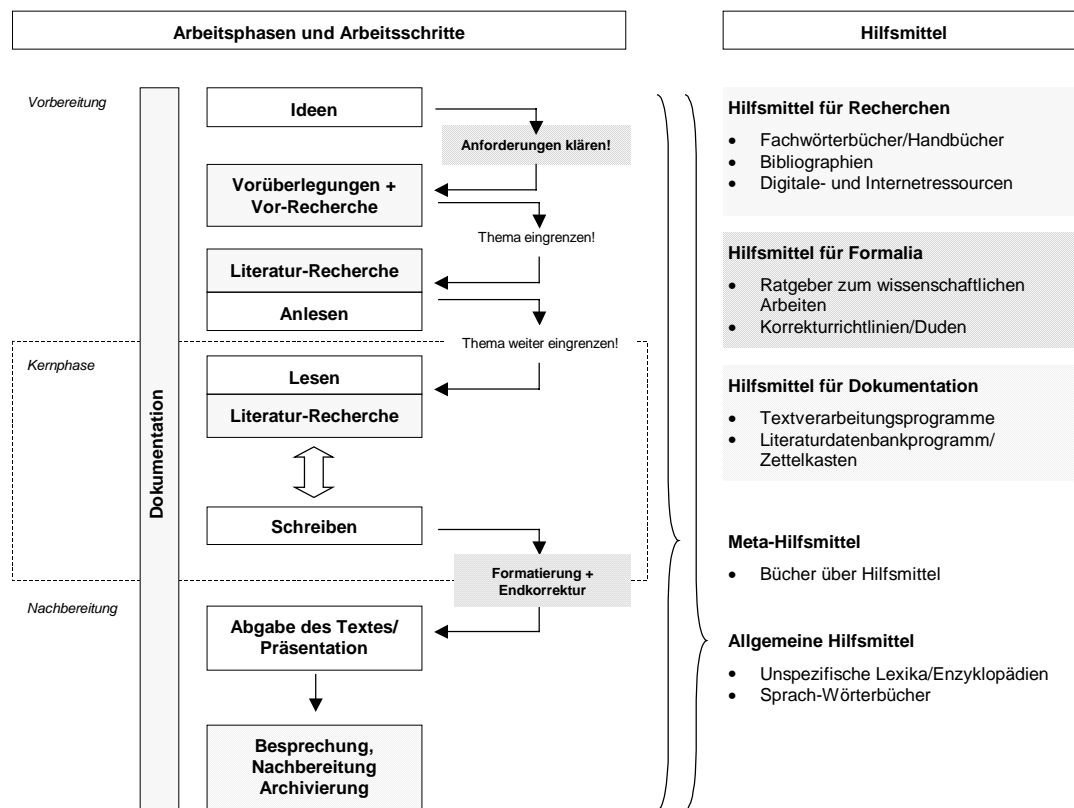 Arbeitsphasen und Arbeitsschritte
Vorbereitung
Dokumentation
Ideen
Anforderungen klären!
Vorüberlegungen +
Vor-Recherche
Thema eingrenzen!
Literatur-Recherche
Anlesen
Thema weiter eingrenzen!
Kernphase
Lesen
Literatur-Recherche
Schreiben
Formatierung +
Endkorrektur
Nachbereitung
Abgabe des Textes/
Präsentation
Besprechung,
Nachbereitung
Archivierung
Hilfsmittel
Hilfsmittel für Recherchen
• Fachwörterbücher/Handbücher
• Bibliographien
• Digitale- und Internetressourcen
Hilfsmittel für Formalia
• Ratgeber zum wissenschaftlichen
Arbeiten
• Korrekturrichtlinien/Duden
Hilfsmittel für Dokumentation
• Textverarbeitungsprogramme
• Literaturdatenbankprogramm/
Zettelkasten
Meta-Hilfsmittel
• Bücher über Hilfsmittel
Allgemeine Hilfsmittel
• Unspezifische Lexika/Enzyklopädien
• Sprach-Wörterbücher